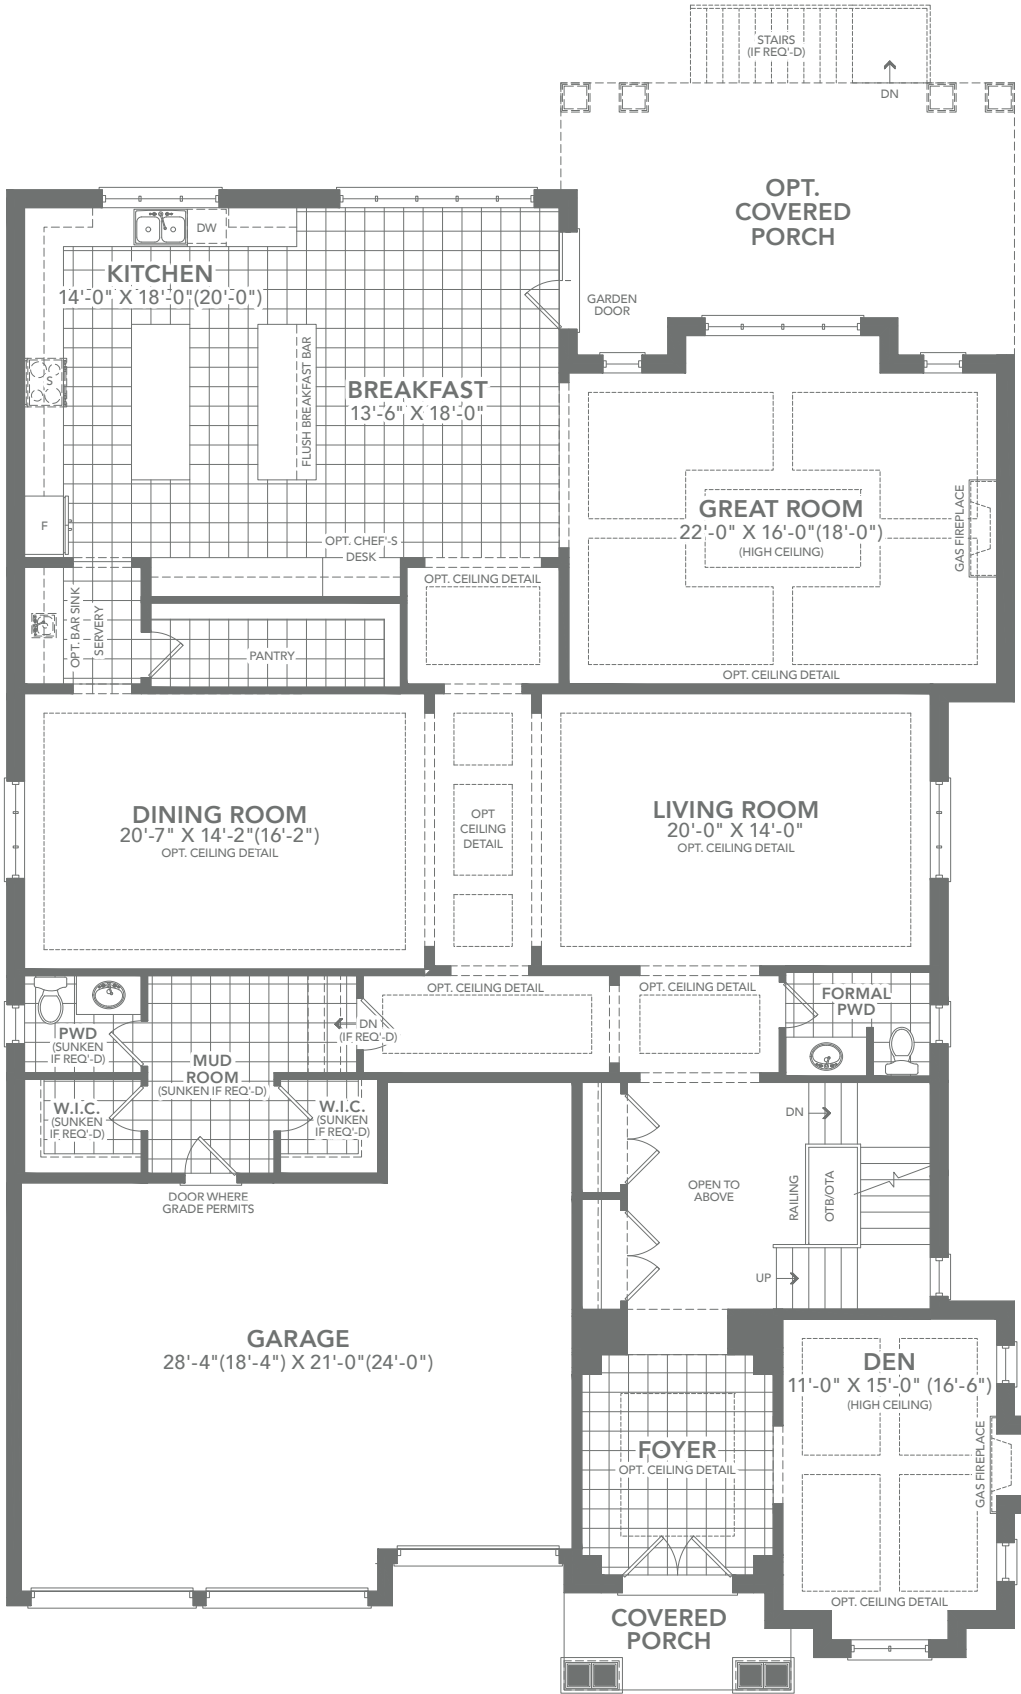 STAIRS
(IF REQ'-D)
DN
OPT.
COVERED
PORCH
DW
KITCHEN
14'-0" X 18'-0"(20'-0")
GARDEN
DOOR
S
FLUSH BREAKFAST BAR
BREAKFAST
13'-6" X 18'-0"
F
OPT. CHEF'-S
DESK
GREAT ROOM
22'-0" X 16'-0"(18'-0")
(HIGH CEILING)
GAS FIREPLACE
OPT. CEILING DETAIL
OPT. BAR SINK
SERVERY
PANTRY
OPT. CEILING DETAIL
DINING ROOM
20'-7" X 14'-2"(16'-2")
OPT. CEILING DETAIL
OPT
CEILING
DETAIL
LIVING ROOM
20'-0" X 14'-0"
OPT. CEILING DETAIL
PWD
(SUNKEN
IF REQ'-D)
MUD
ROOM
(SUNKEN IF REQ'-D)
DN
(IF REQ'-D)
OPT. CEILING DETAIL
OPT. CEILING DETAIL
FORMAL
PWD
W.I.C.
(SUNKEN
IF REQ'-D)
W.I.C.
(SUNKEN
IF REQ'-D)
DN
DOOR WHERE
GRADE PERMITS
OPEN TO
ABOVE
RAILING
OTB/OTA
UP
GARAGE
28'-4"(18'-4") X 21'-0"(24'-0")
DEN
11'-0" X 15'-0" (16'-6")
(HIGH CEILING)
GAS FIREPLACE
FOYER
OPT. CEILING DETAIL
OPT. CEILING DETAIL
COVERED
PORCH